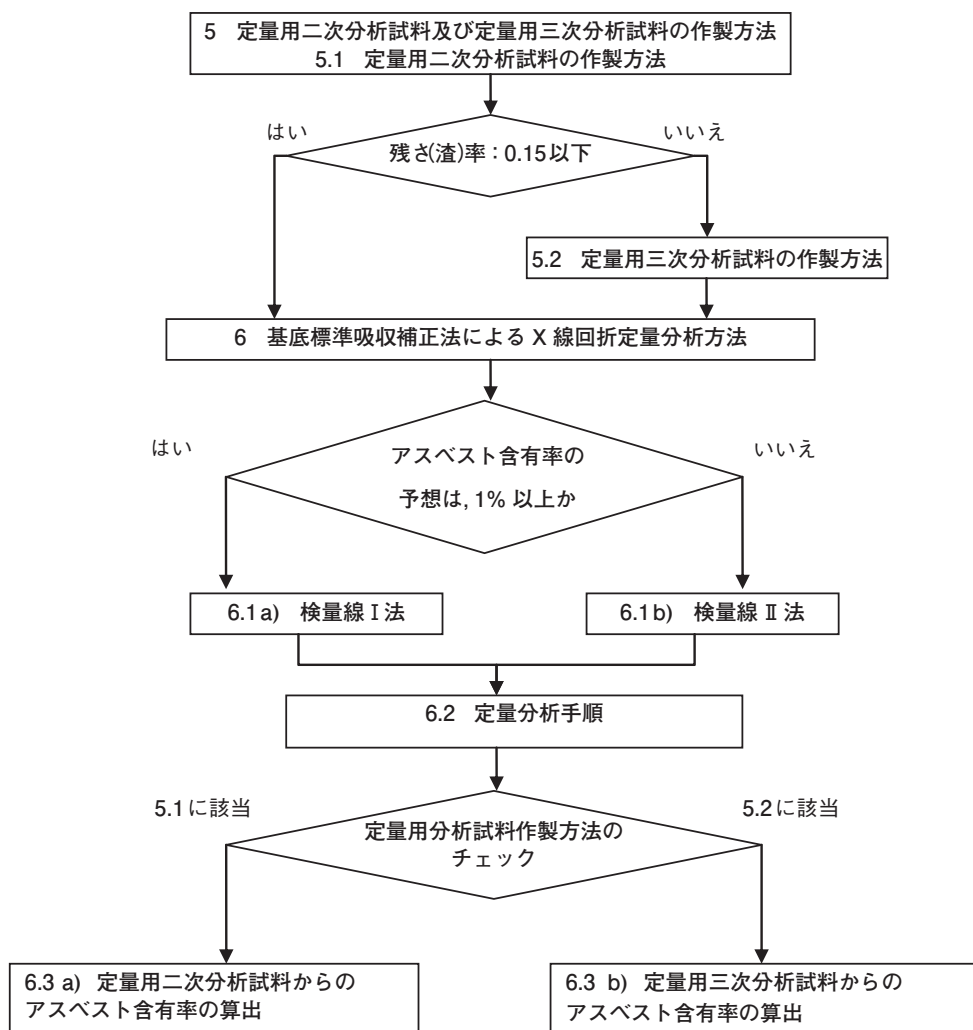 5 定量用二次分析試料及び定量用三次分析試料の作製方法
5.1 定量用二次分析試料の作製方法
はい
いいえ
残さ(渣)率：0.15以下
5.2 定量用三次分析試料の作製方法
6 基底標準吸収補正法による X 線回折定量分析方法
はい
いいえ
アスベスト含有率の
予想は, 1% 以上か
6.1 a) 検量線 I 法
6.1 b) 検量線 II 法
6.2 定量分析手順
5.1に該当
5.2に該当
定量用分析試料作製方法の
チェック
6.3 a) 定量用二次分析試料からの
アスベスト含有率の算出
6.3 b) 定量用三次分析試料からの
アスベスト含有率の算出